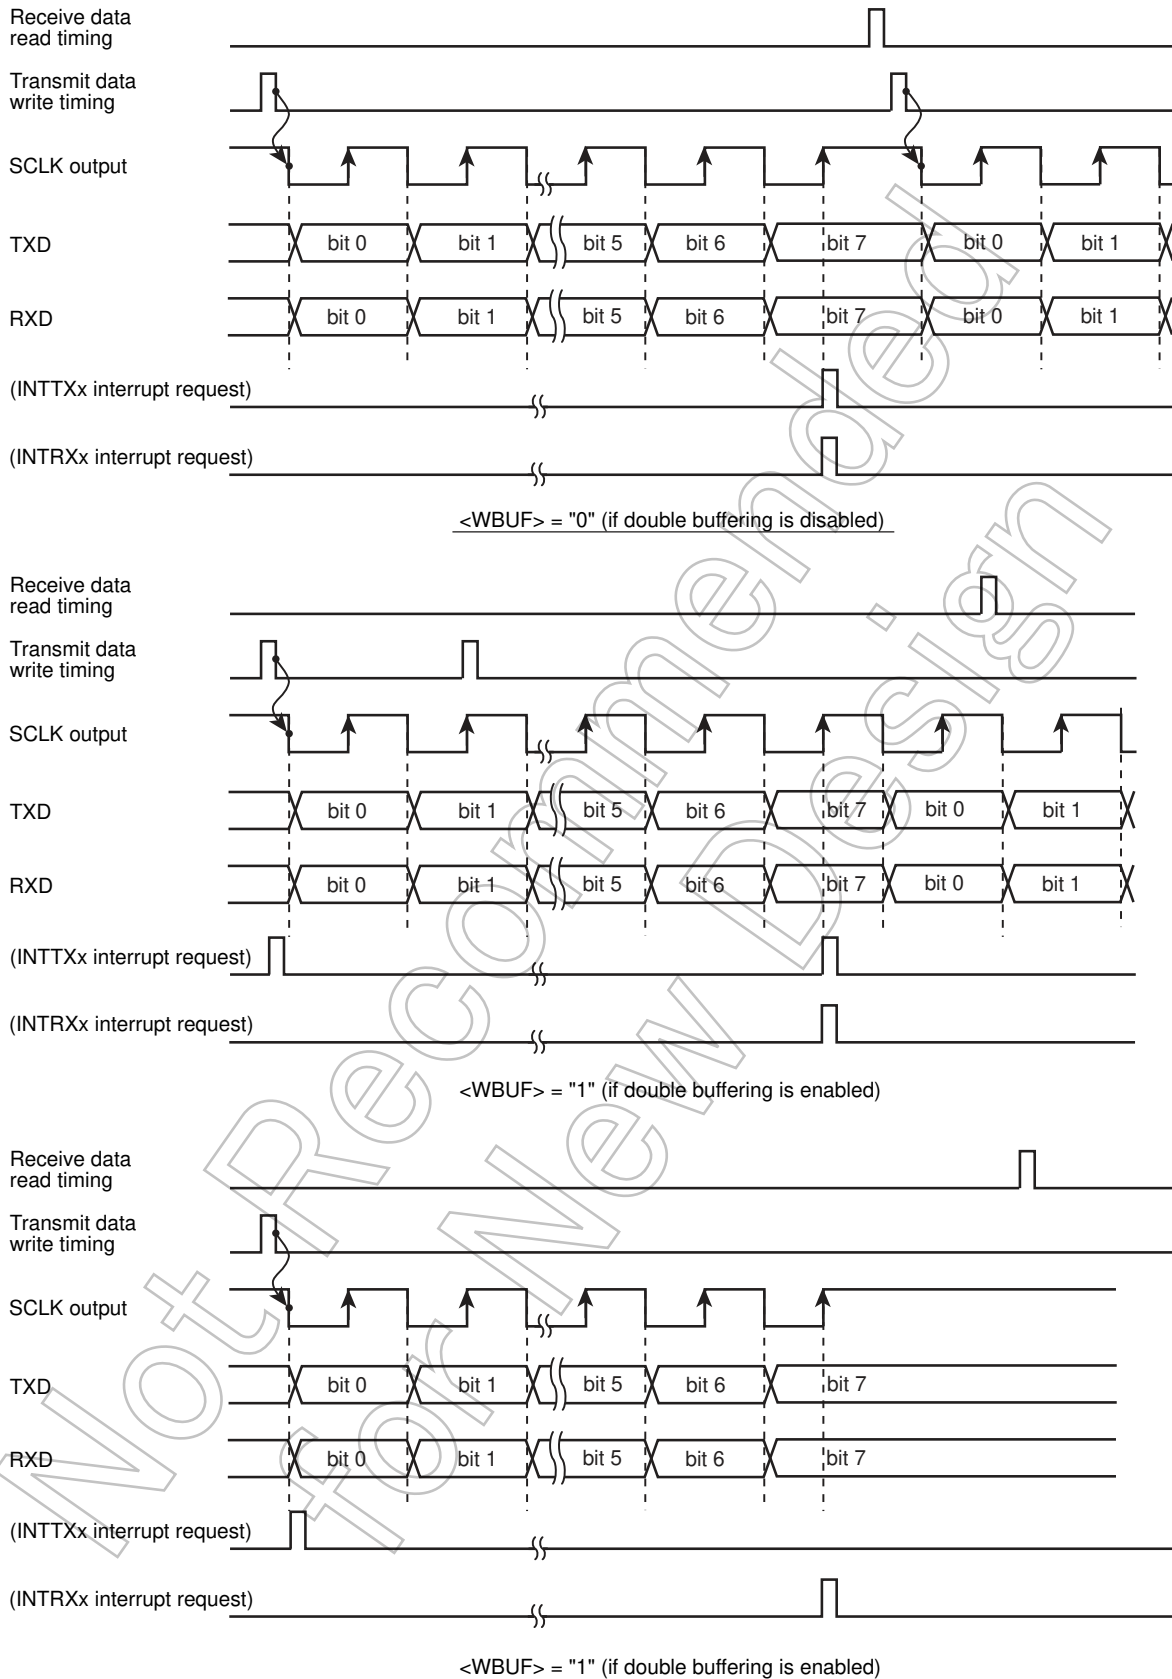 Receive data
read timing
Transmit data
write timing
SCLK output
TXD bit 0 bit 1 bit 5 bit 6 bit 7 bit 0 bit 1
RXD bit 0 bit 1 bit 5 bit 6 bit 7 bit 0 bit 1
(INTTXx interrupt request)
(INTRXx interrupt request)
<WBUF> = "0" (if double buffering is disabled)
Receive data
read timing
Transmit data
write timing
SCLK output
TXD bit 0 bit 1 bit 5 bit 6 bit 7 bit 0 bit 1
RXD bit 0 bit 1 bit 5 bit 6 bit 7 bit 0 bit 1
(INTTXx interrupt request)
(INTRXx interrupt request)
<WBUF> = "1" (if double buffering is enabled)
Receive data
read timing
Transmit data
write timing
SCLK output
TXD bit 0 bit 1 bit 5 bit 6 bit 7
RXD bit 0 bit 1 bit 5 bit 6 bit 7
(INTTXx interrupt request)
(INTRXx interrupt request)
<WBUF> = "1" (if double buffering is enabled)
Not Recommended
for New Design